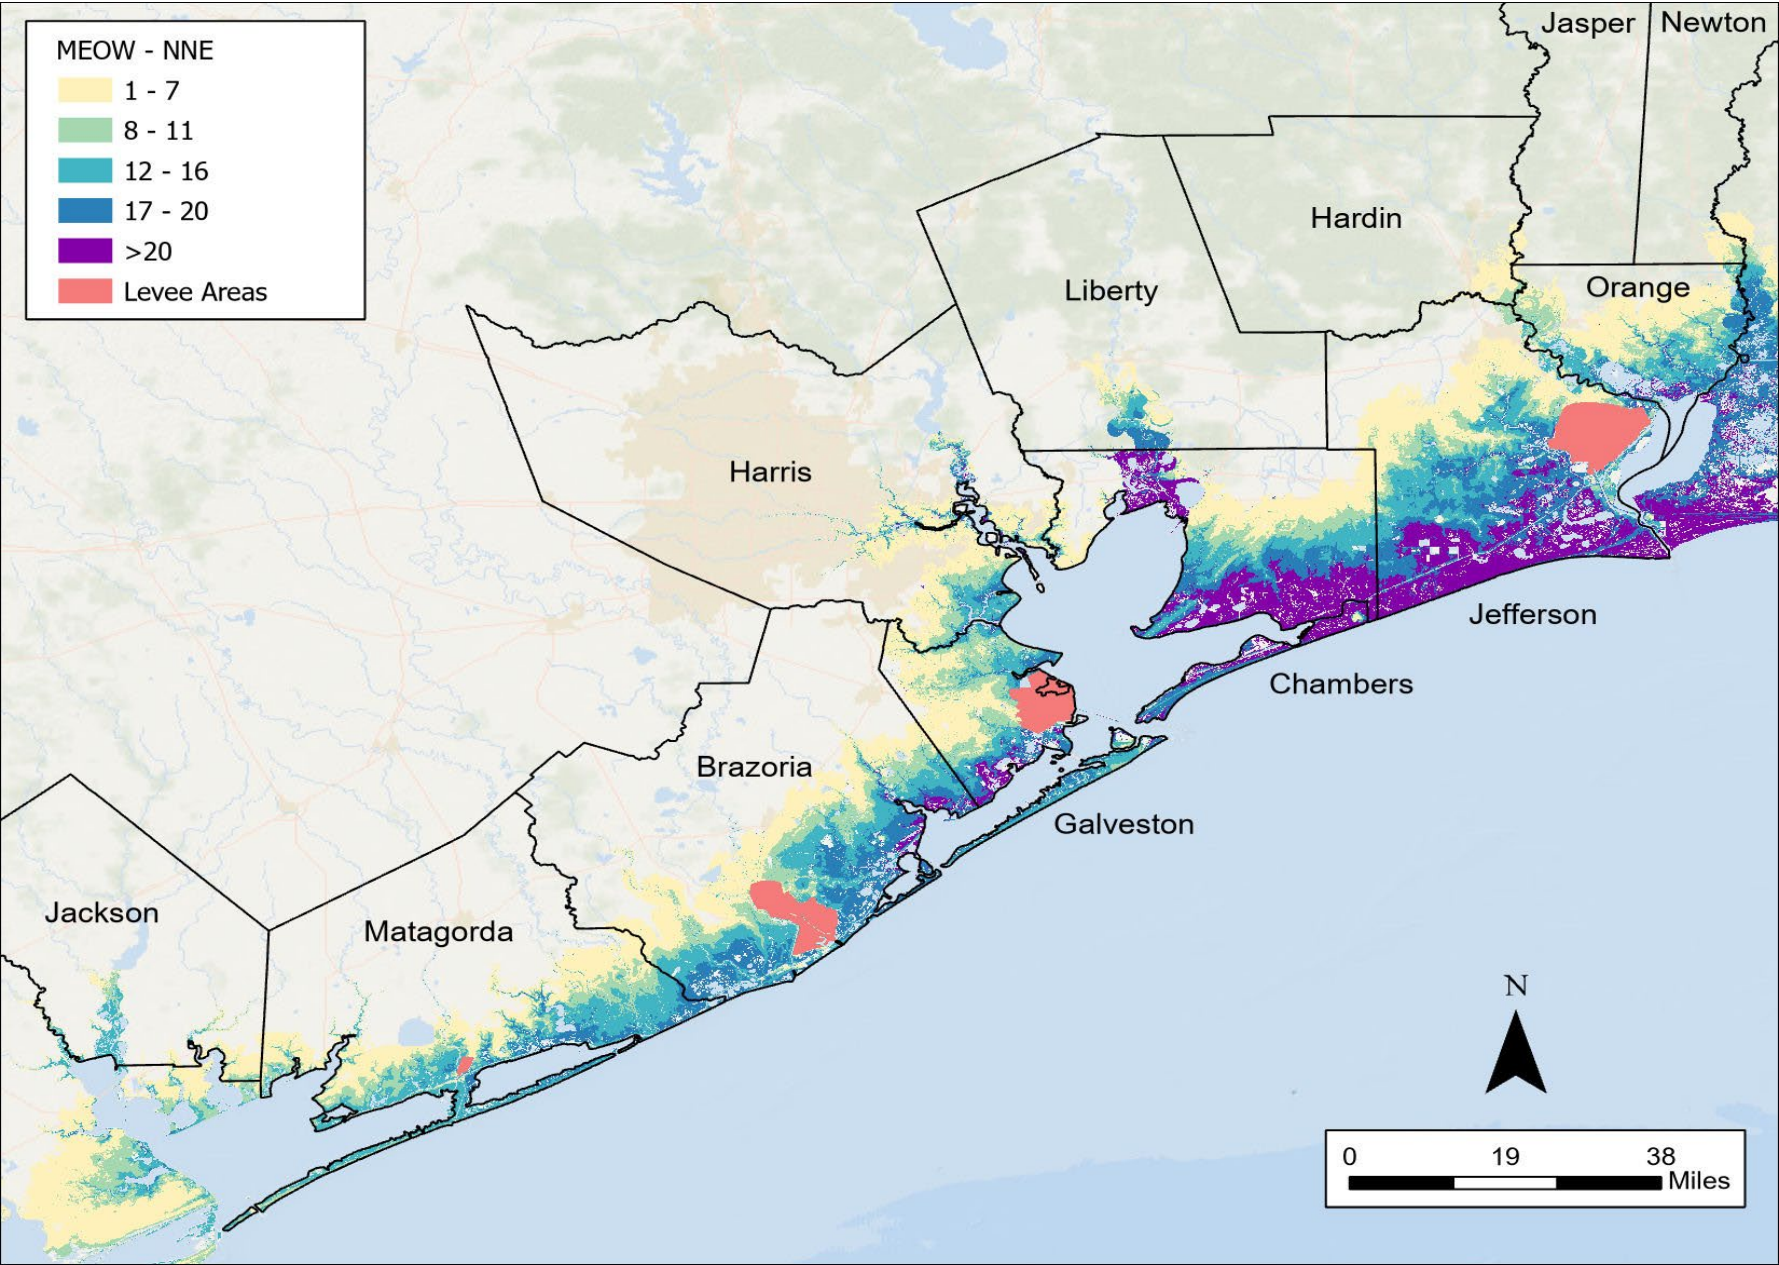 MEOW - NNE
1 - 7
8 - 11
12 - 16
17 - 20
>20
Levee Areas
Jasper
Newton
Hardin
Liberty
Orange
Harris
Jefferson
Chambers
Brazoria
Galveston
Jackson
Matagorda
N
0 19 38
Miles